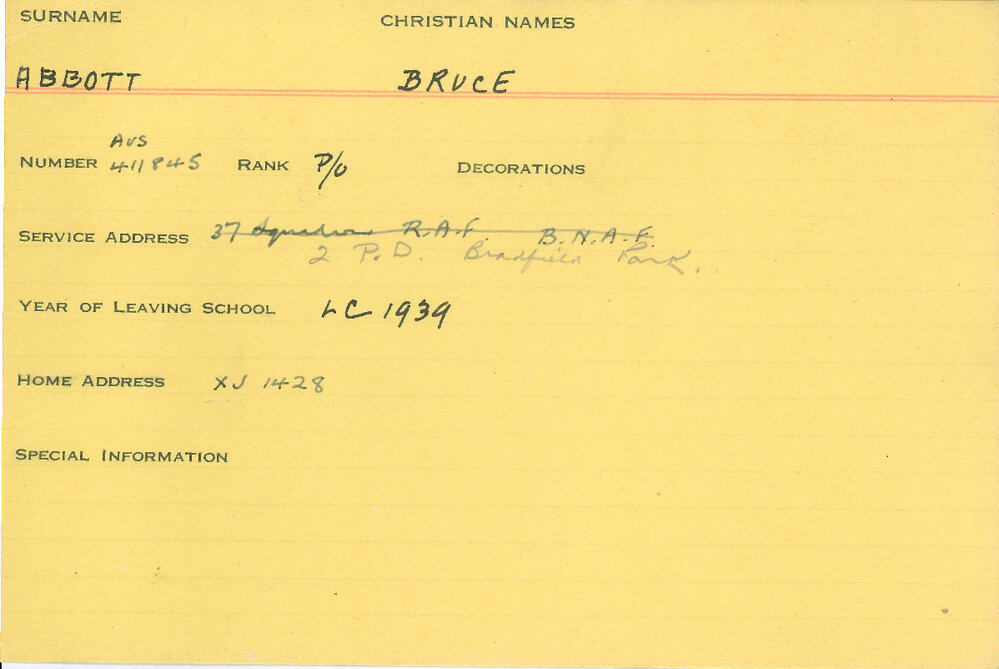 SURNAME CHRISTIAN NAMES
ABBOTT BRUCE
AUS
NUMBER 411845 RANK P/O DECORATIONS
SERVICE ADDRESS 37 Squadron R.A.F. B.N.A.F.
2 P.D. Bradfield Park.
YEAR OF LEAVING SCHOOL LC 1939
HOME ADDRESS XJ 1428
SPECIAL INFORMATION